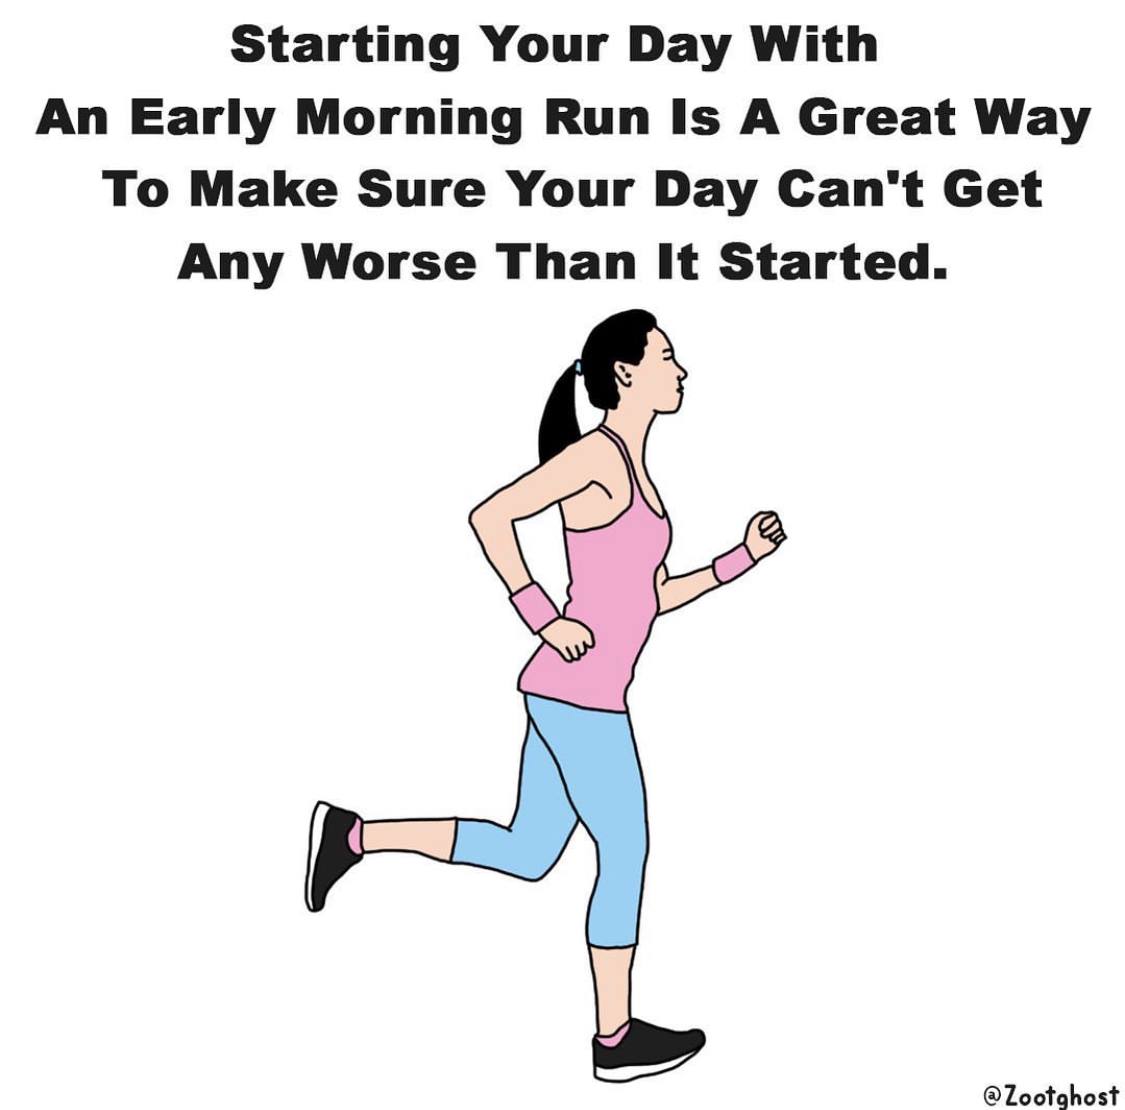 Starting Your Day With
An Early Morning Run Is A Great Way
To Make Sure Your Day Can't Get
Any Worse Than It Started.
@Zootghost